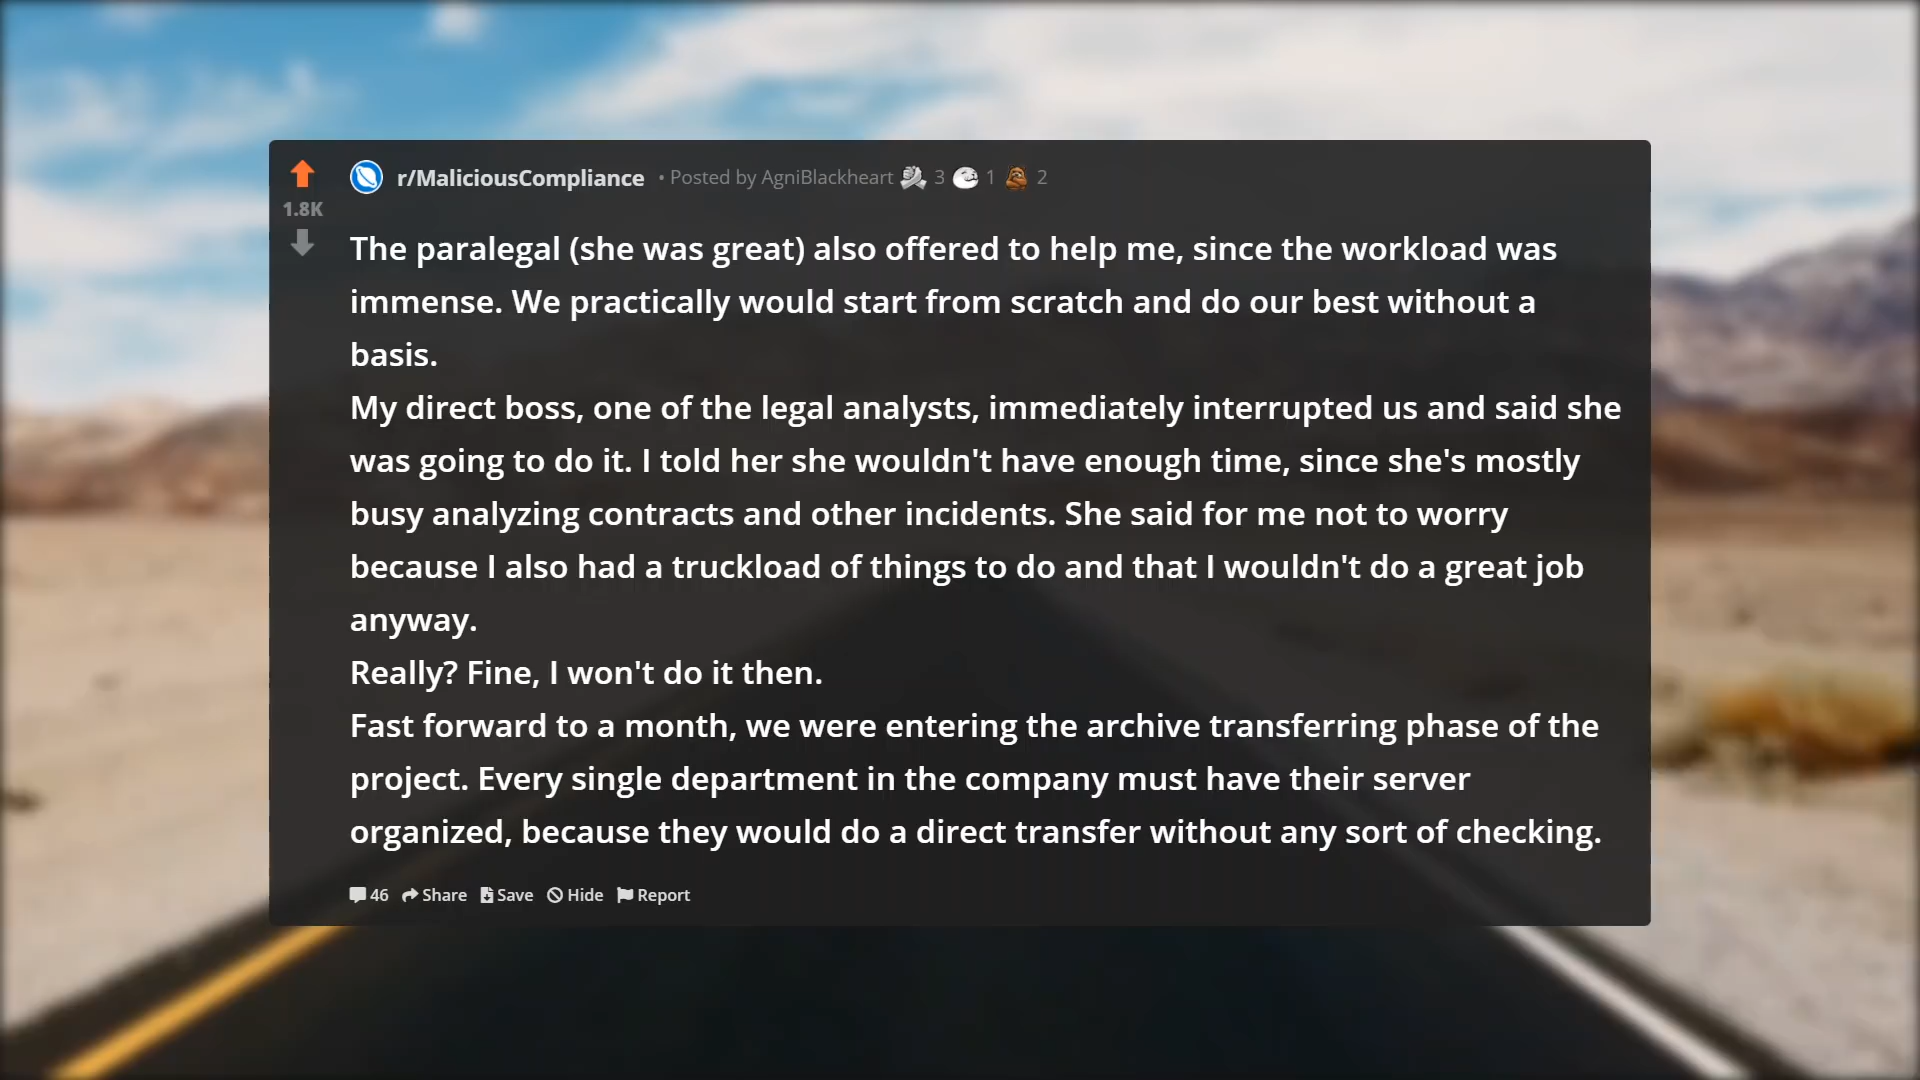 r/MaliciousCompliance • Posted by AgniBlackheart 3 1 2
1.8K
The paralegal (she was great) also offered to help me, since the workload was
immense. We practically would start from scratch and do our best without a
basis.
My direct boss, one of the legal analysts, immediately interrupted us and said she
was going to do it. I told her she wouldn't have enough time, since she's mostly
busy analyzing contracts and other incidents. She said for me not to worry
because I also had a truckload of things to do and that I wouldn't do a great job
anyway.
Really? Fine, I won't do it then.
Fast forward to a month, we were entering the archive transferring phase of the
project. Every single department in the company must have their server
organized, because they would do a direct transfer without any sort of checking.
46 Share Save Hide Report